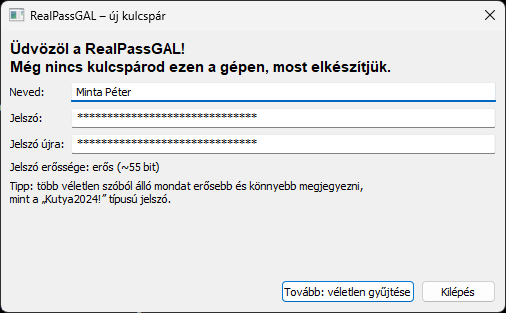 RealPassGAL – új kulcspár
Üdvözöl a RealPassGAL!
Még nincs kulcspárod ezen a gépen, most elkészítjük.
Neved: Minta Péter
Jelszó: ******************************
Jelszó újra: ******************************
Jelszó erőssége: erős (~55 bit)
Tipp: több véletlen szóból álló mondat erősebb és könnyebb megjegyezni,
mint a „Kutya2024!” típusú jelszó.
Tovább: véletlen gyűjtése Kilépés